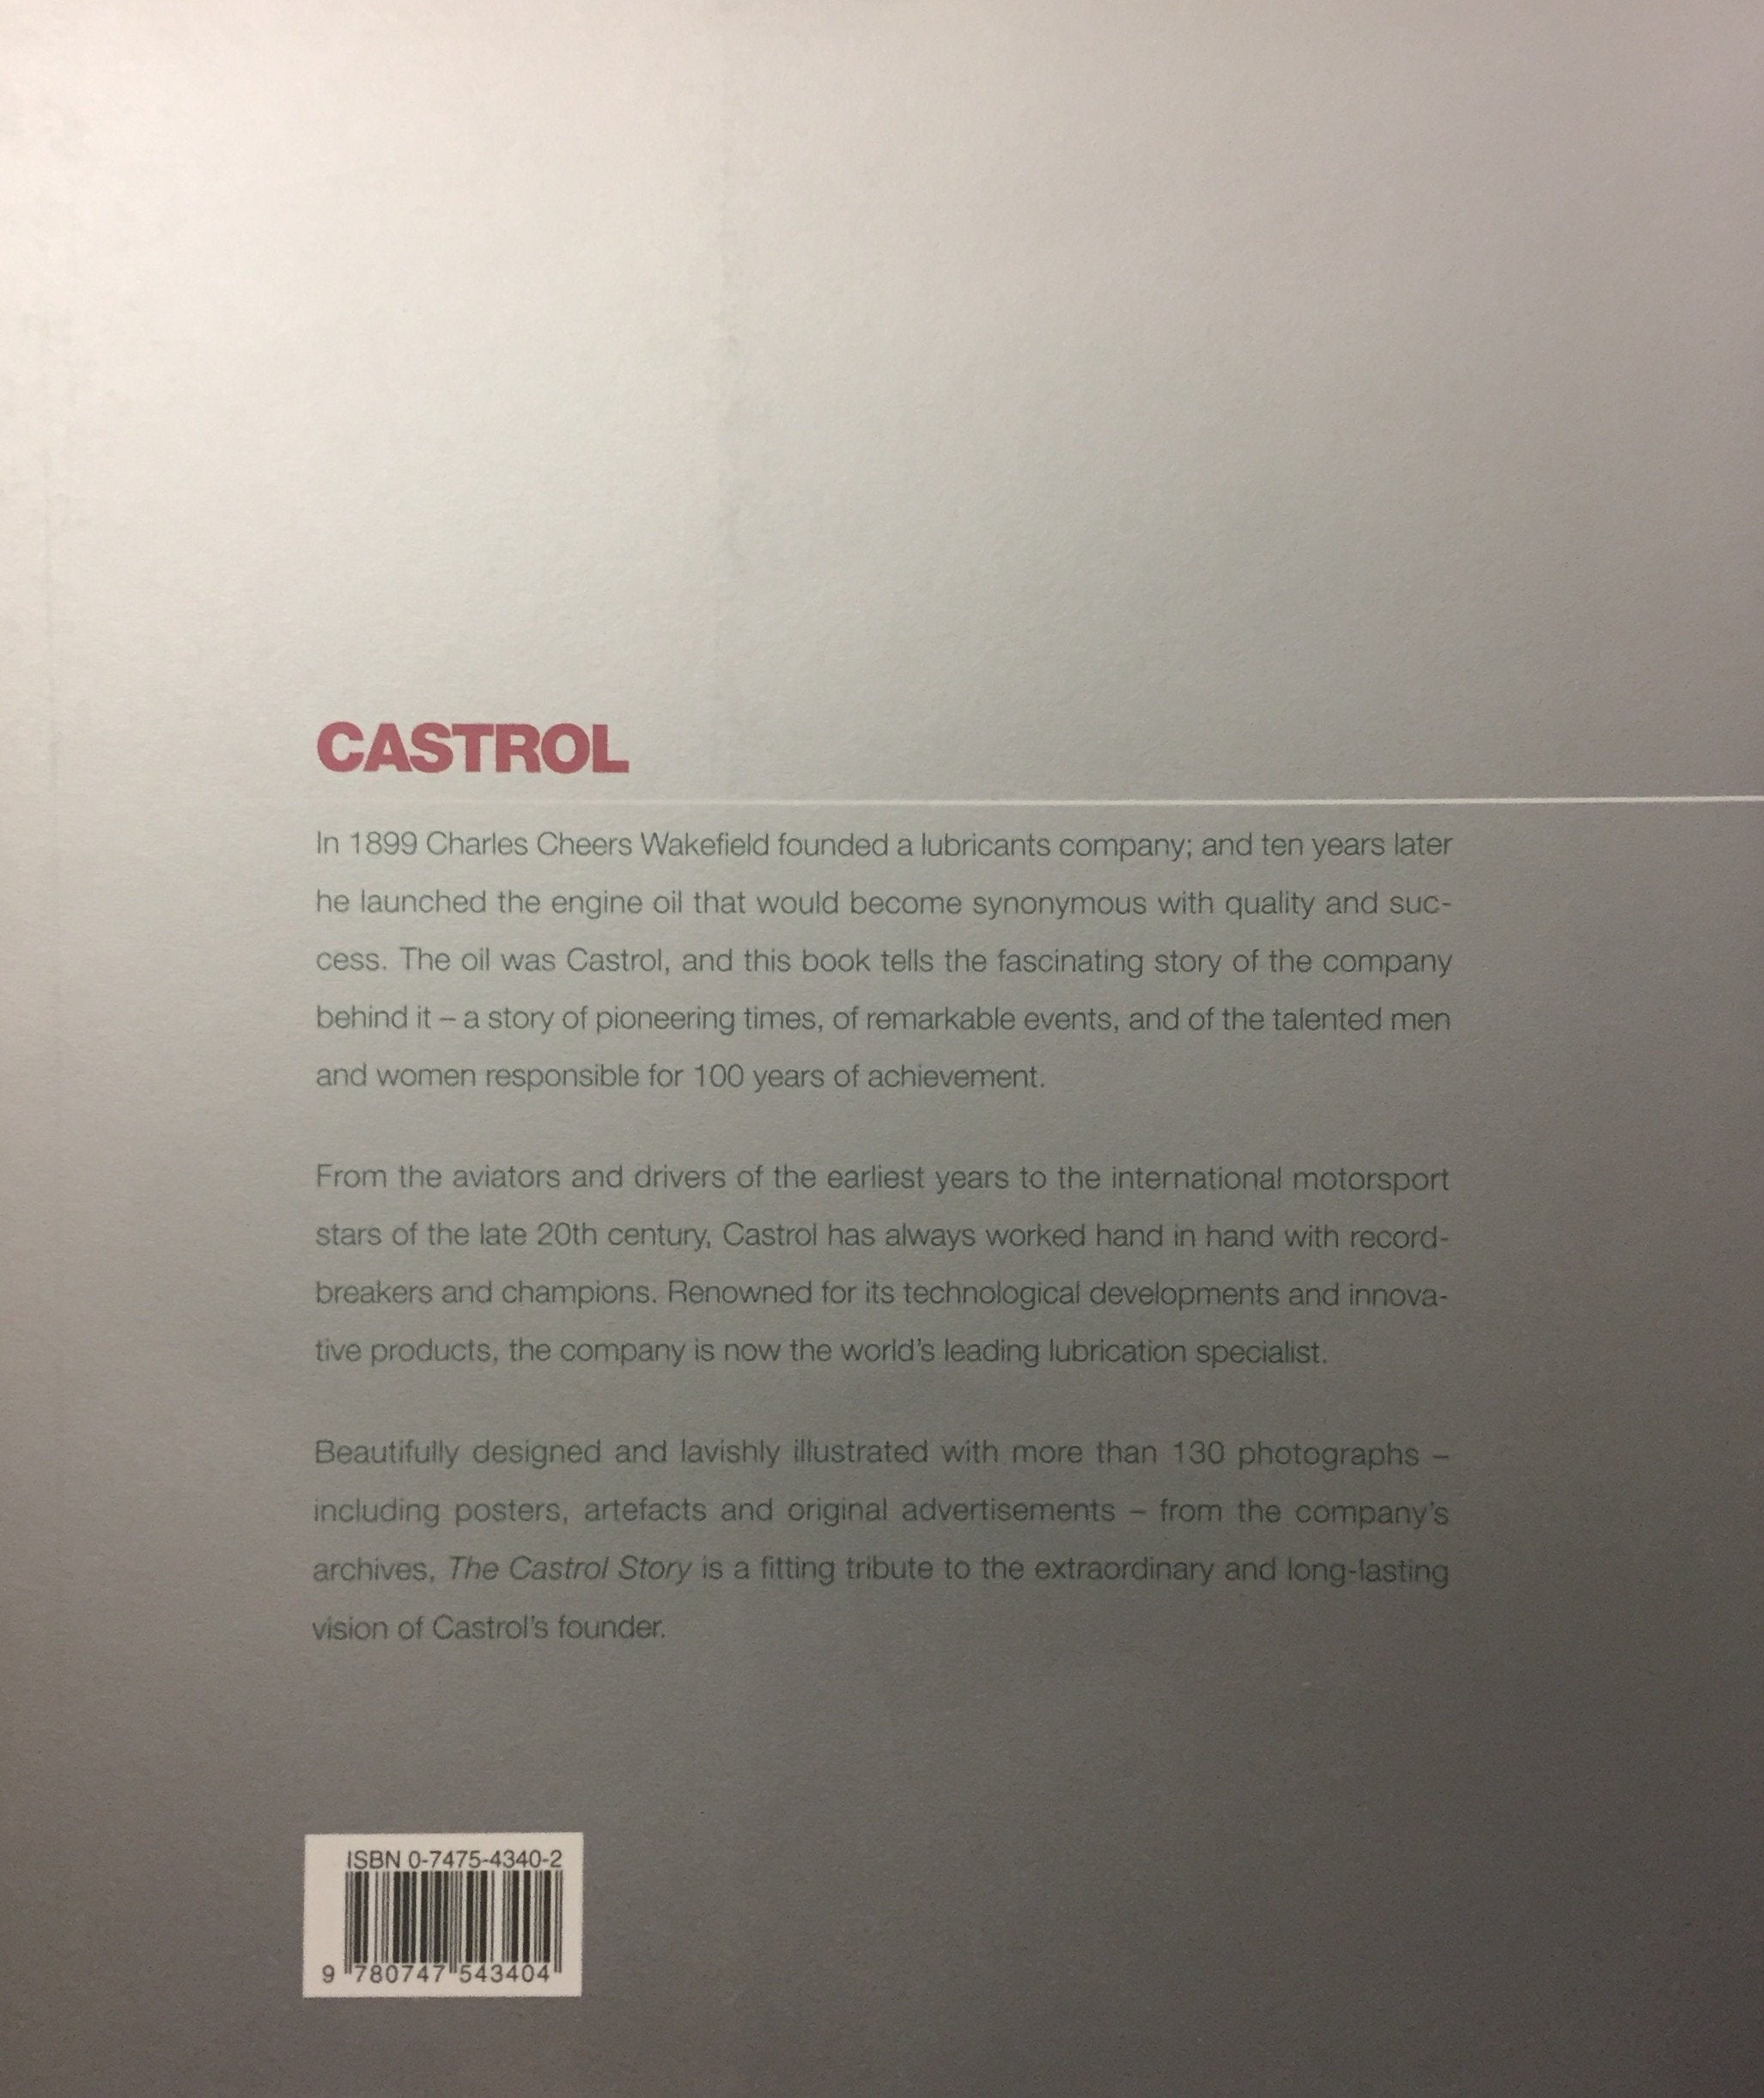 CASTROL
In 1899 Charles Cheers Wakefield founded a lubricants company; and ten years later
he launched the engine oil that would become synonymous with quality and suc-
cess. The oil was Castrol, and this book tells the fascinating story of the company
behind it – a story of pioneering times, of remarkable events, and of the talented men
and women responsible for 100 years of achievement.
From the aviators and drivers of the earliest years to the international motorsport
stars of the late 20th century, Castrol has always worked hand in hand with record-
breakers and champions. Renowned for its technological developments and innova-
tive products, the company is now the world's leading lubrication specialist.
Beautifully designed and lavishly illustrated with more than 130 photographs –
including posters, artefacts and original advertisements – from the company's
archives, The Castrol Story is a fitting tribute to the extraordinary and long-lasting
vision of Castrol's founder.
ISBN 0-7475-4340-2
9 780747 543404